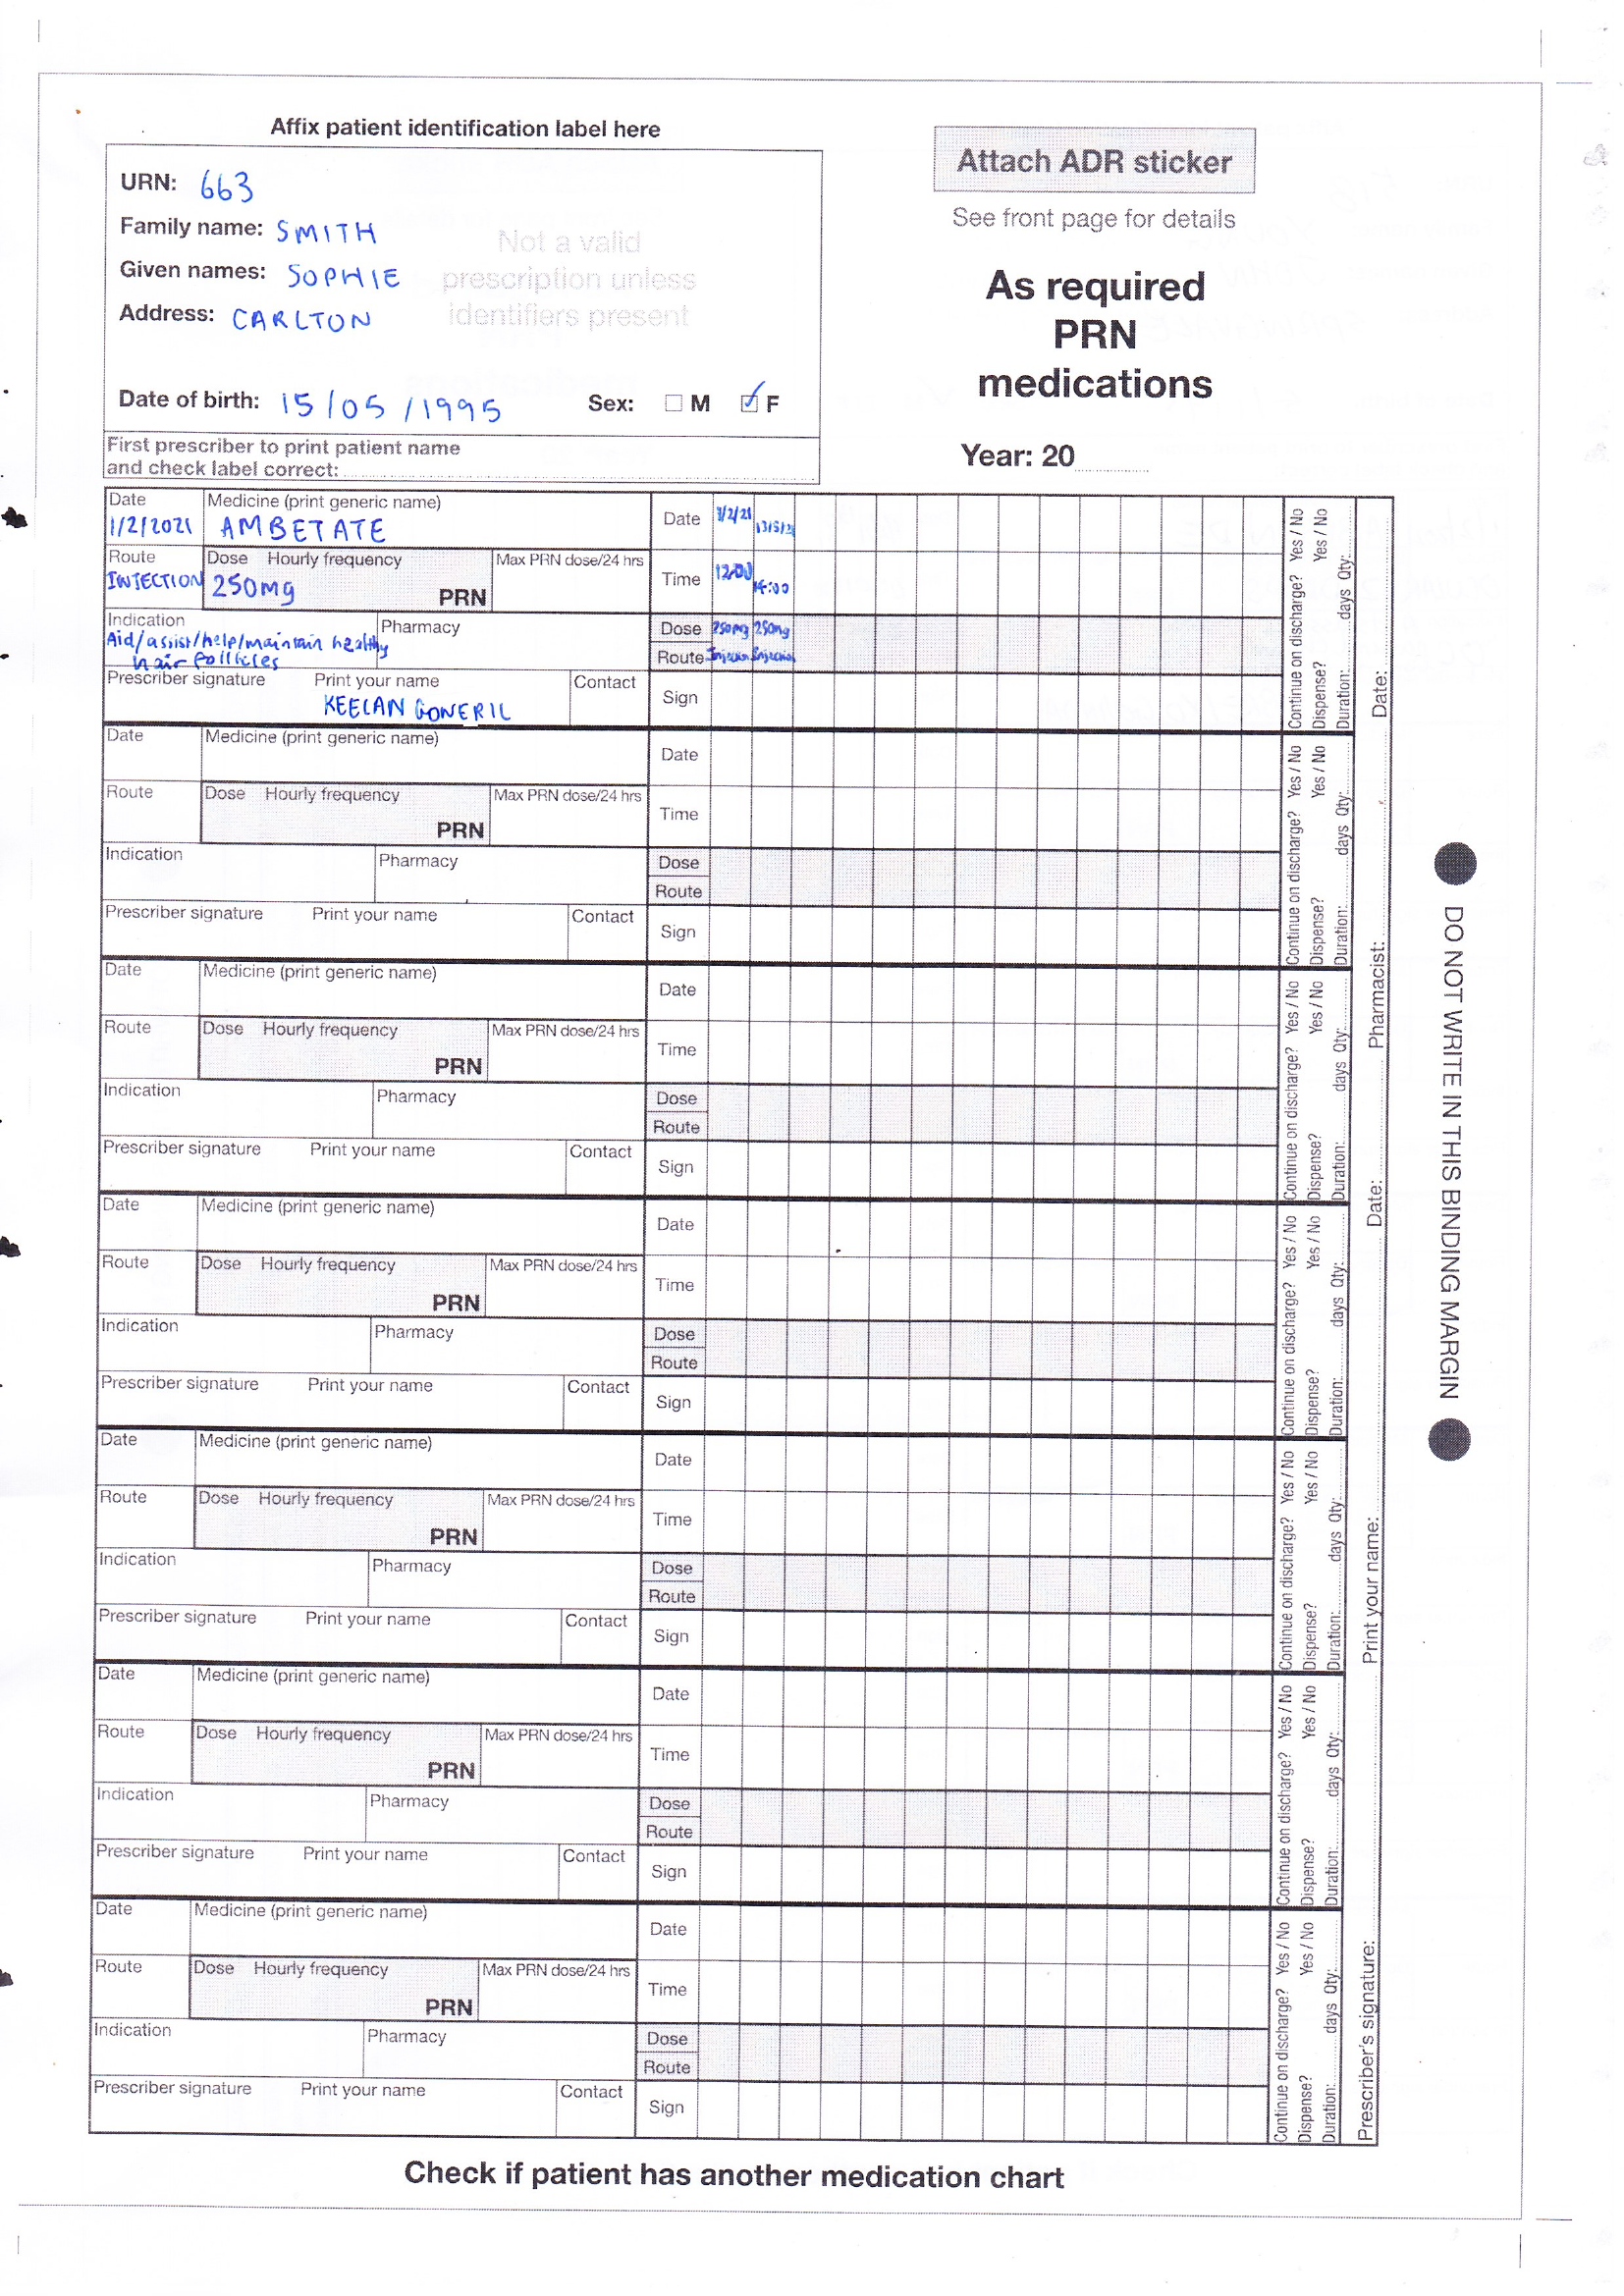 Affix patient identification label here
URN: 663
Family name: SMITH
Given names: SOPHIE
Address: CARLTON
Not a valid
prescription unless
identifiers present
Date of birth: 15/05/1995 Sex: M ✓ F
First prescriber to print patient name
and check label correct:
Attach ADR sticker
See front page for details
As required
PRN
medications
Year: 20
Date Medicine (print generic name)
1/2/2021 AMBETATE
Route Dose Hourly frequency Max PRN dose/24 hrs
INJECTION 250mg PRN
Indication Pharmacy
Aid/assist/help/maintain healthy
hair follicles
Prescriber signature Print your name Contact
KEELAN GONERIL
Date 1/2/21
Time 12:00 14:00
Dose 250mg 250mg
Route Injection Injection
Sign
Continue on discharge? Yes / No
Dispense? Yes / No
Duration: days Qty:
Date Medicine (print generic name)
Route Dose Hourly frequency Max PRN dose/24 hrs
PRN
Indication Pharmacy
Prescriber signature Print your name Contact
Date
Time
Dose
Route
Sign
Continue on discharge? Yes / No
Dispense? Yes / No
Duration: days Qty:
Date Medicine (print generic name)
Route Dose Hourly frequency Max PRN dose/24 hrs
PRN
Indication Pharmacy
Prescriber signature Print your name Contact
Date
Time
Dose
Route
Sign
Continue on discharge? Yes / No
Dispense? Yes / No
Duration: days Qty:
Date Medicine (print generic name)
Route Dose Hourly frequency Max PRN dose/24 hrs
PRN
Indication Pharmacy
Prescriber signature Print your name Contact
Date
Time
Dose
Route
Sign
Continue on discharge? Yes / No
Dispense? Yes / No
Duration: days Qty:
Date Medicine (print generic name)
Route Dose Hourly frequency Max PRN dose/24 hrs
PRN
Indication Pharmacy
Prescriber signature Print your name Contact
Date
Time
Dose
Route
Sign
Continue on discharge? Yes / No
Dispense? Yes / No
Duration: days Qty:
Date Medicine (print generic name)
Route Dose Hourly frequency Max PRN dose/24 hrs
PRN
Indication Pharmacy
Prescriber signature Print your name Contact
Date
Time
Dose
Route
Sign
Continue on discharge? Yes / No
Dispense? Yes / No
Duration: days Qty:
Date Medicine (print generic name)
Route Dose Hourly frequency Max PRN dose/24 hrs
PRN
Indication Pharmacy
Prescriber signature Print your name Contact
Date
Time
Dose
Route
Sign
Continue on discharge? Yes / No
Dispense? Yes / No
Duration: days Qty:
Prescriber's signature: Print your name: Date: Pharmacist: Date:
DO NOT WRITE IN THIS BINDING MARGIN
Check if patient has another medication chart